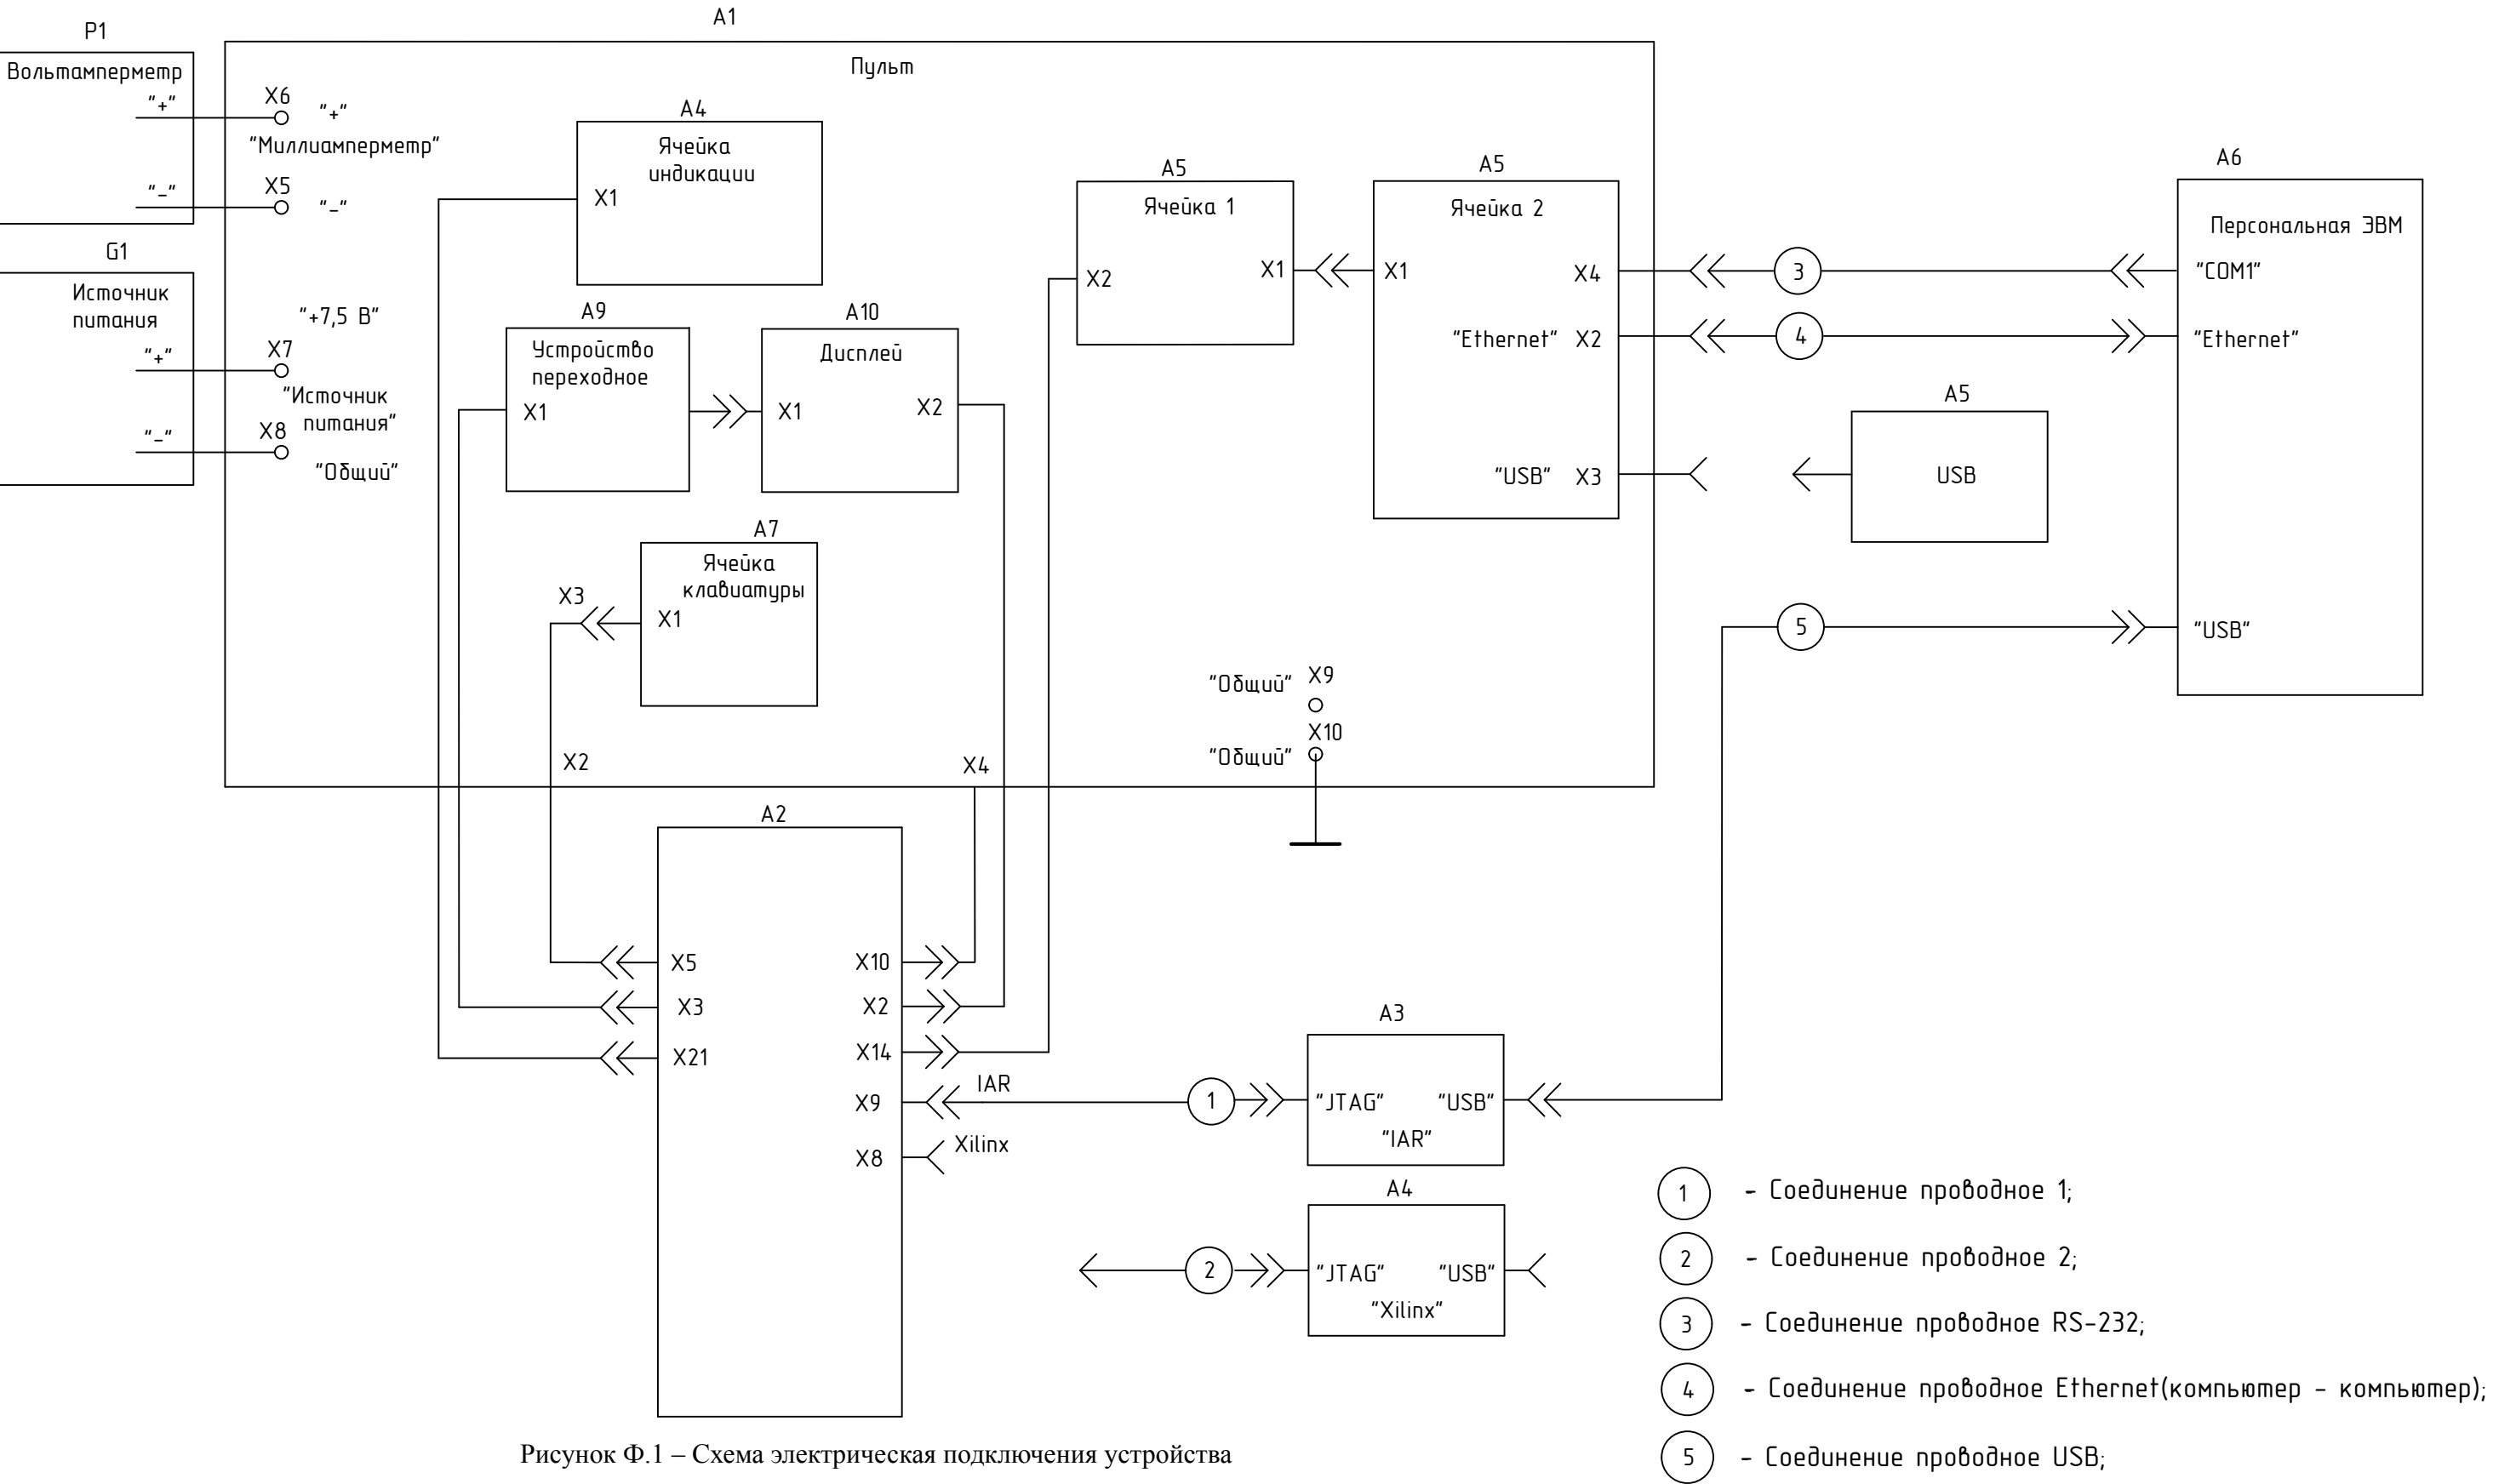 A1
P1
Вольтамперметр
"+"
"-"
X6
"+"
"Миллиамперметр"
X5
"-"
G1
Источник
питания
"+"
"-"
"+7,5 В"
X7
"Источник
питания"
X8
"Общий"
Пульт
A4
Ячейка
индикации
X1
A9
Устройство
переходное
X1
A10
Дисплей
X1
X2
A7
Ячейка
клавиатуры
X3
X1
A5
Ячейка 1
X2
X1
A5
Ячейка 2
X1
X4
"Ethernet" X2
"USB" X3
3
4
A5
USB
5
A6
Персональная ЭВМ
"COM1"
"Ethernet"
"USB"
"Общий" X9
X10
"Общий"
X2
X4
A2
X5
X3
X21
X10
X2
X14
X9
X8
IAR
Xilinx
1
A3
"JTAG" "USB"
"IAR"
2
A4
"JTAG" "USB"
"Xilinx"
1 - Соединение проводное 1;
2 - Соединение проводное 2;
3 - Соединение проводное RS-232;
4 - Соединение проводное Ethernet(компьютер - компьютер);
5 - Соединение проводное USB;
Рисунок Ф.1 – Схема электрическая подключения устройства